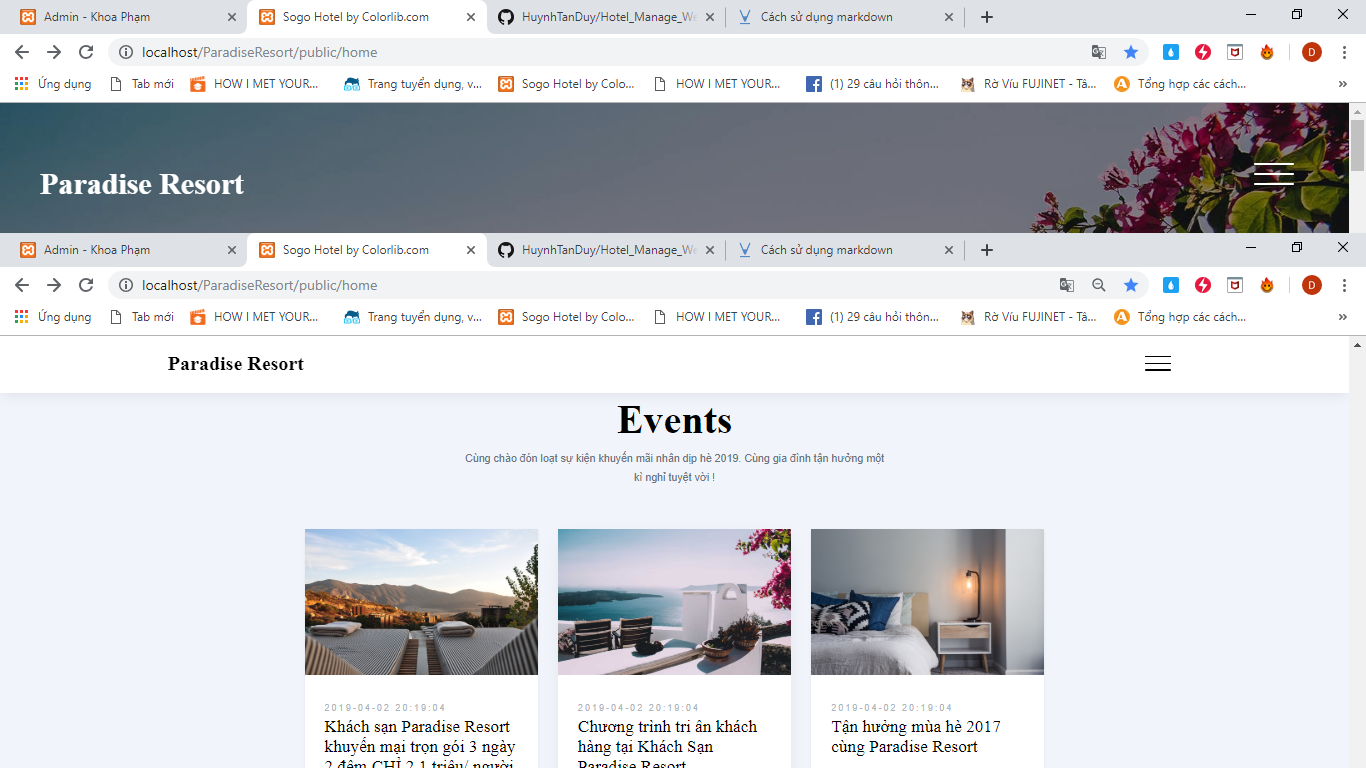 Admin - Khoa Phạm
Sogo Hotel by Colorlib.com
HuynhTanDuy/Hotel_Manage_We
Cách sử dụng markdown
localhost/ParadiseResort/public/home
D
Ứng dụng
Tab mới
HOW I MET YOUR...
Trang tuyển dụng, v...
Sogo Hotel by Colo...
HOW I MET YOUR...
(1) 29 câu hỏi thôn...
Rờ Víu FUJINET - Tâ...
Tổng hợp các cách...
Paradise Resort
Admin - Khoa Phạm
Sogo Hotel by Colorlib.com
HuynhTanDuy/Hotel_Manage_We
Cách sử dụng markdown
localhost/ParadiseResort/public/home
D
Ứng dụng
Tab mới
HOW I MET YOUR...
Trang tuyển dụng, v...
Sogo Hotel by Colo...
HOW I MET YOUR...
(1) 29 câu hỏi thôn...
Rờ Víu FUJINET - Tâ...
Tổng hợp các cách...
Paradise Resort
Events
Cùng chào đón loạt sự kiện khuyến mãi nhân dịp hè 2019. Cùng gia đình tận hưởng một
kì nghỉ tuyệt vời !
2019-04-02 20:19:04
Khách sạn Paradise Resort
khuyến mại trọn gói 3 ngày
2 đêm CHỈ 2,1 triệu/ người
2019-04-02 20:19:04
Chương trình tri ân khách
hàng tại Khách Sạn
Paradise Resort
2019-04-02 20:19:04
Tận hưởng mùa hè 2017
cùng Paradise Resort